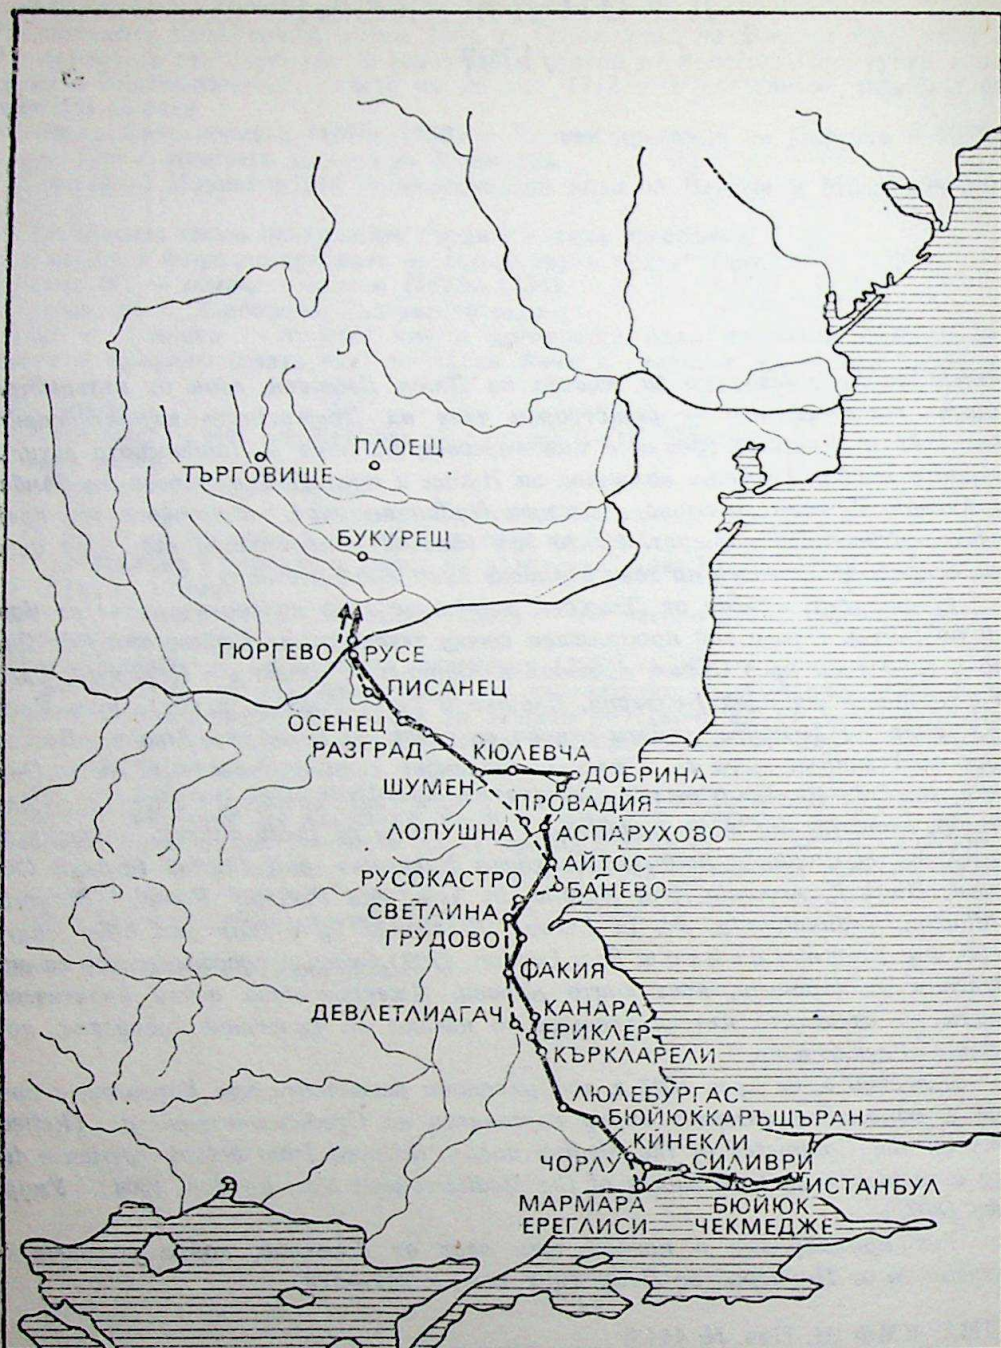 ПЛОЕЩ
ТЪРГОВИЩЕ
БУКУРЕЩ
ГЮРГЕВО
РУСЕ
ПИСАНЕЦ
ОСЕНЕЦ
РАЗГРАД
КЮЛЕВЧА
ШУМЕН
ДОБРИНА
ПРОВАДИЯ
ЛОПУШНА
АСПАРУХОВО
АЙТОС
РУСОКАСТРО
БАНЕВО
СВЕТЛИНА
ГРУДОВО
ФАКИЯ
ДЕВЛЕТЛИАГАЧ
КАНАРА
ЕРИКЛЕР
КЪРКЛАРЕЛИ
ЛЮЛЕБУРГАС
БЮЙЮККАРЪЩЪРАН
КИНЕКЛИ
ЧОРЛУ
СИЛИВРИ
ИСТАНБУЛ
МАРМАРА
ЕРЕГЛИСИ
БЮЙЮК
ЧЕКМЕДЖЕ